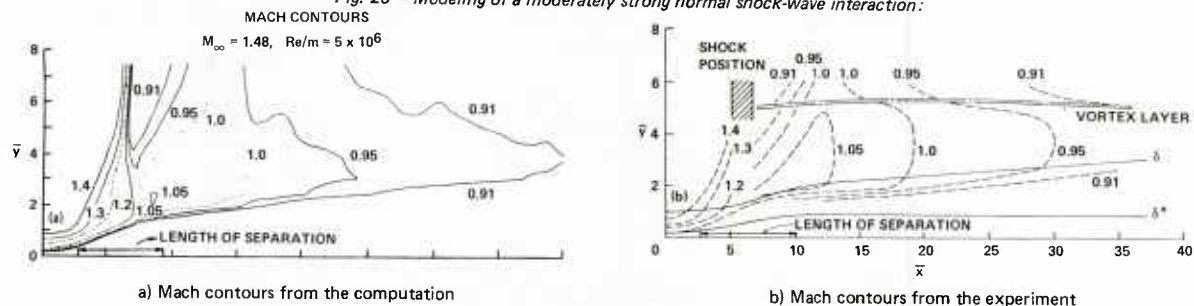 Fig. 20 – Modeling of a moderately strong normal shock-wave interaction:
MACH CONTOURS
M∞ = 1.48, Re/m = 5 x 10⁶
8
6
ȳ 4
2
0
(a)
0.91
0.95
1.0
1.0
0.91
0.95
0.91
1.4
1.3
1.2
1.05
1.05
LENGTH OF SEPARATION
a) Mach contours from the computation
8
6
ȳ 4
2
0
SHOCK
POSITION
0.91
0.95
1.0
1.0
0.95
0.91
VORTEX LAYER
1.4
1.3
1.2
1.05
1.0
0.95
δ
0.91
(b)
δ*
LENGTH OF SEPARATION
0 5 10 15 20 25 30 35 40
x̄
b) Mach contours from the experiment